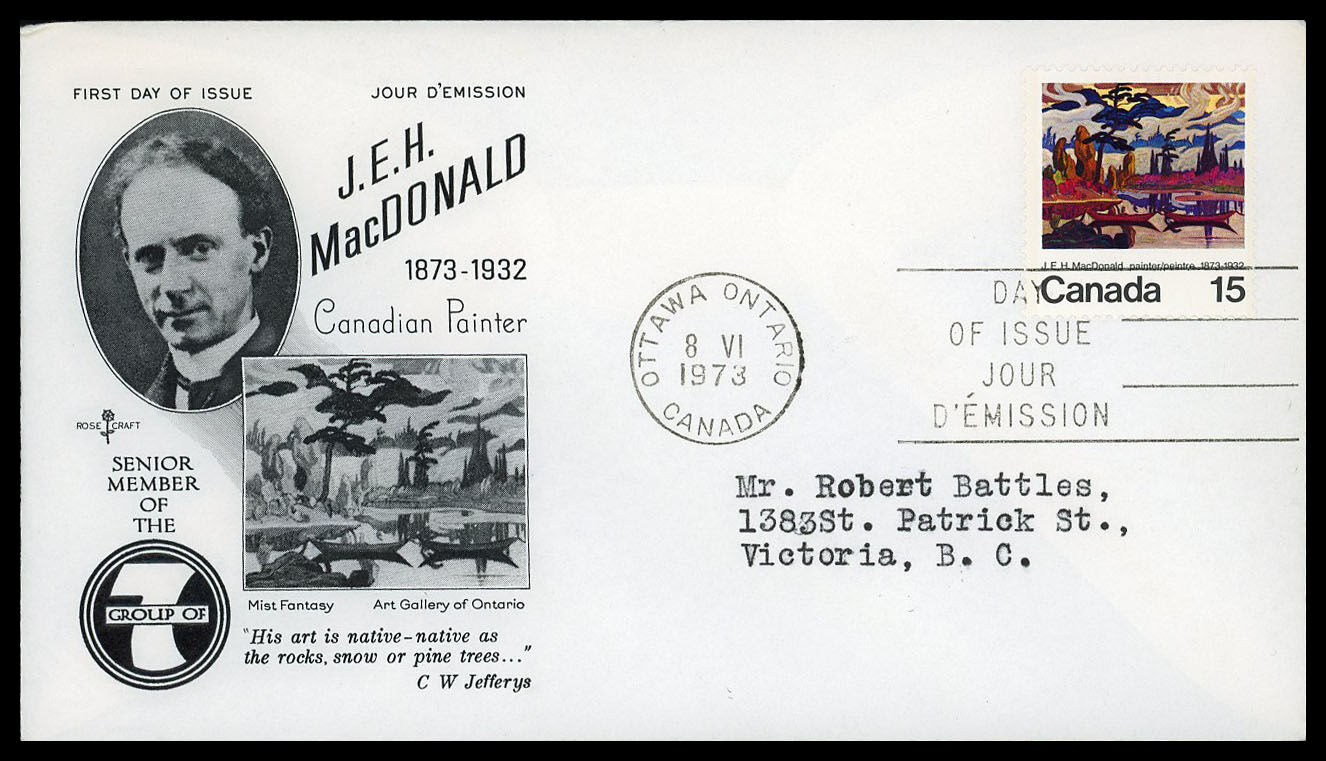 FIRST DAY OF ISSUE
JOUR D'EMISSION
J.E.H.
MacDONALD
1873-1932
Canadian Painter
ROSE CRAFT
SENIOR
MEMBER
OF
THE
GROUP OF
7
Mist Fantasy Art Gallery of Ontario
"His art is native-native as
the rocks, snow or pine trees..."
C W Jefferys
J.E.H. MacDonald painter/peintre 1873-1932
Canada 15
OTTAWA ONTARIO
8 VI
1973
CANADA
DAY
OF ISSUE
JOUR
D'ÉMISSION
Mr. Robert Battles,
1383St. Patrick St.,
Victoria, B. C.